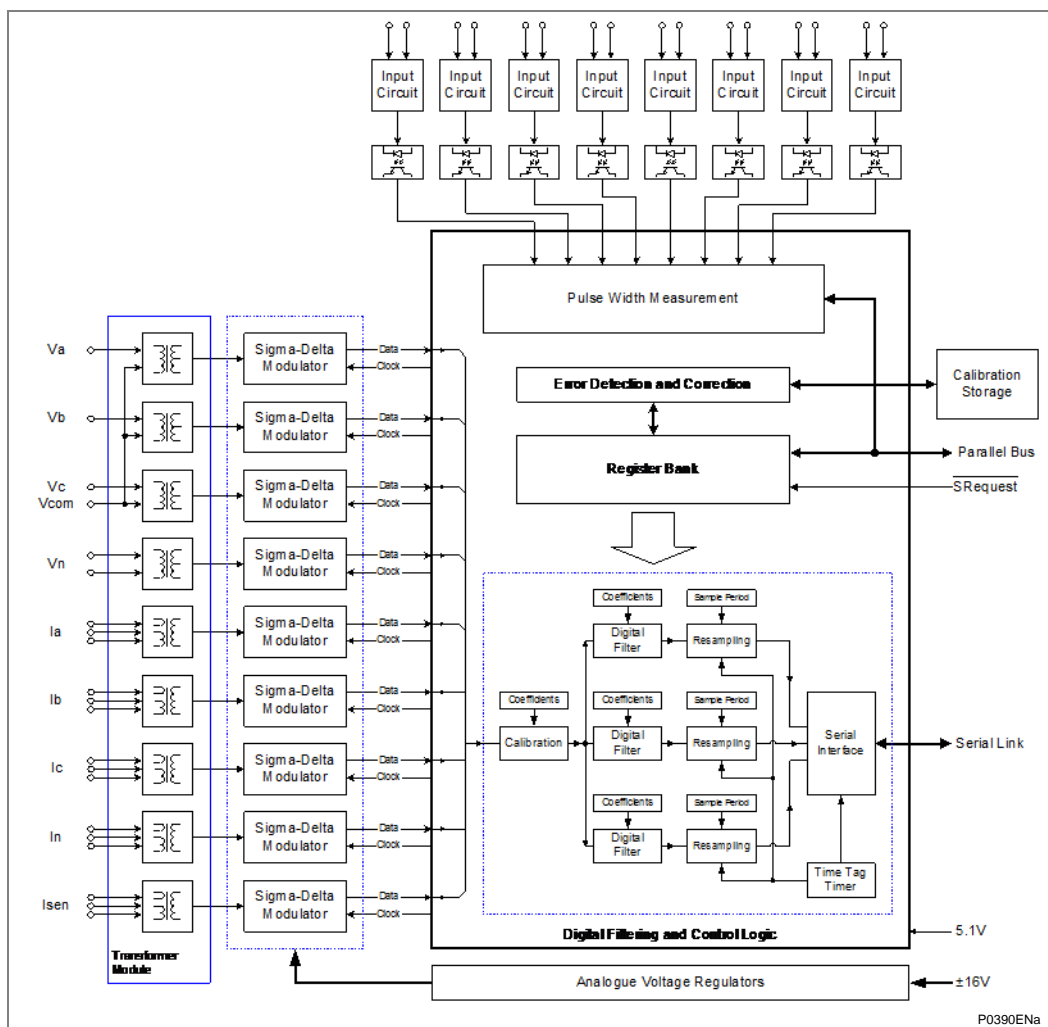 Input Circuit
Input Circuit
Input Circuit
Input Circuit
Input Circuit
Input Circuit
Input Circuit
Input Circuit
Pulse Width Measurement
Error Detection and Correction
Calibration Storage
Register Bank
Parallel Bus
SRequest
Va
Vb
Vc
Vcom
Vn
Ia
Ib
Ic
In
Isen
Sigma-Delta Modulator
Data
Clock
Sigma-Delta Modulator
Data
Clock
Sigma-Delta Modulator
Data
Clock
Sigma-Delta Modulator
Data
Clock
Sigma-Delta Modulator
Data
Clock
Sigma-Delta Modulator
Data
Clock
Sigma-Delta Modulator
Data
Clock
Sigma-Delta Modulator
Data
Clock
Sigma-Delta Modulator
Data
Clock
Coefficients
Sample Period
Digital Filter
Resampling
Coefficients
Coefficients
Sample Period
Calibration
Digital Filter
Resampling
Serial Interface
Serial Link
Coefficients
Sample Period
Digital Filter
Resampling
Time Tag Timer
Transformer Module
Digital Filtering and Control Logic
5.1V
Analogue Voltage Regulators
±16V
P0390ENa